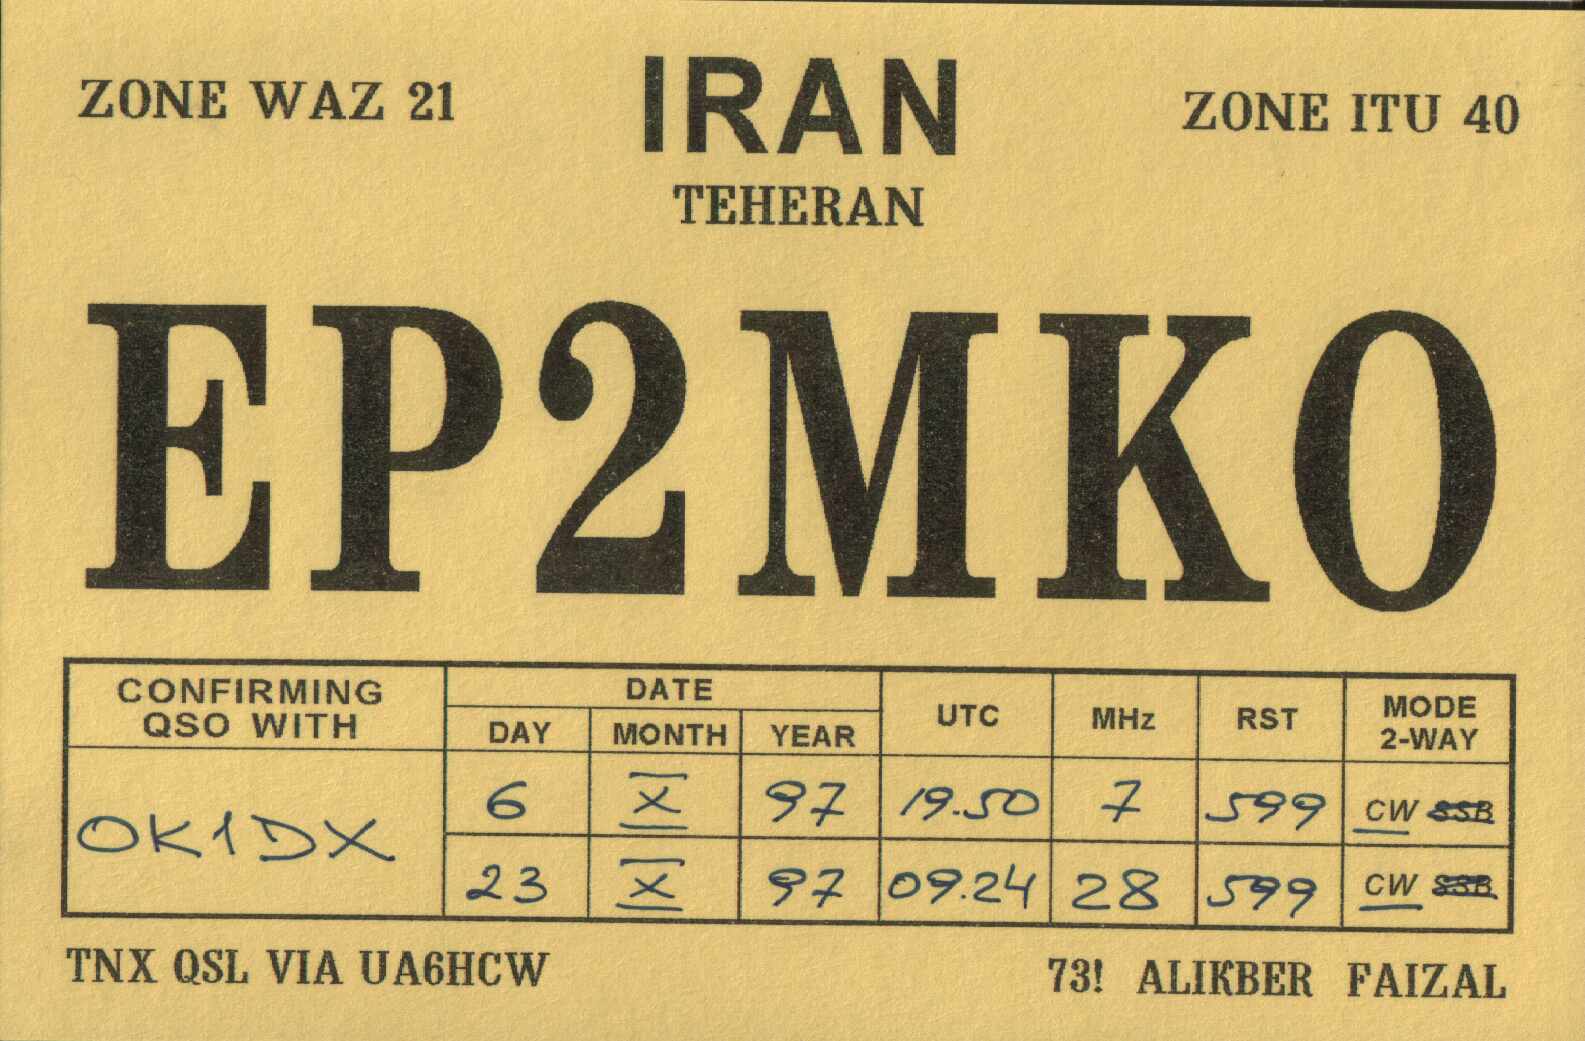 ZONE WAZ 21 IRAN ZONE ITU 40
TEHERAN
EP2MKO
CONFIRMING QSO WITH DATE DAY MONTH YEAR UTC MHz RST MODE 2-WAY
OK1DX 6 X 97 19.50 7 599 CW SSB
23 X 97 09.24 28 599 CW SSB
TNX QSL VIA UA6HCW 73! ALIKBER FAIZAL